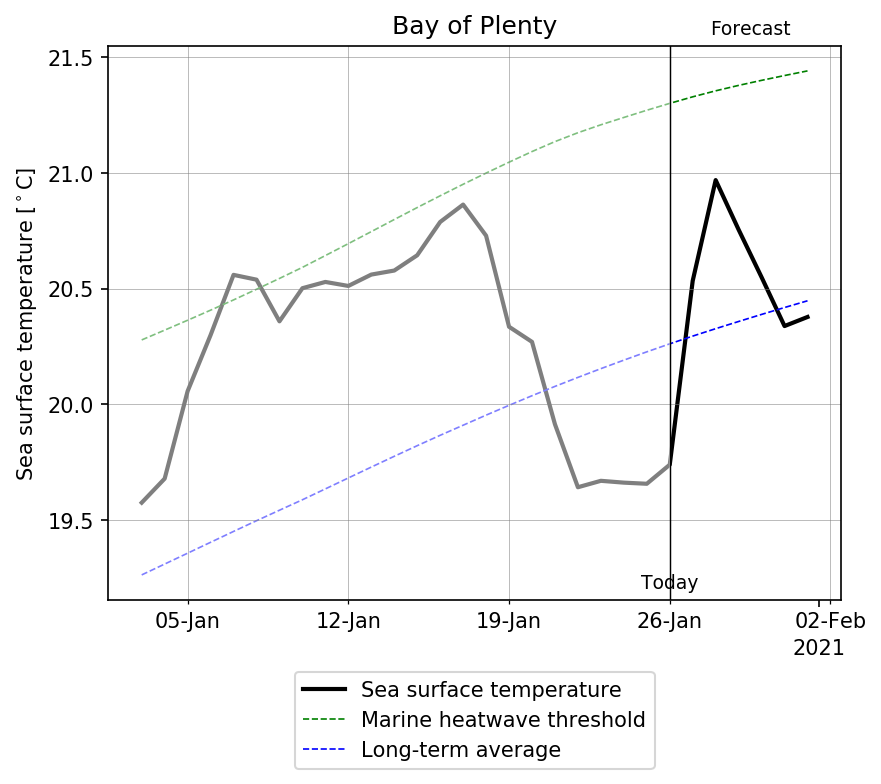 Bay of Plenty
Forecast
Sea surface temperature [°C]
21.5
21.0
20.5
20.0
19.5
Today
05-Jan
12-Jan
19-Jan
26-Jan
02-Feb
2021
Sea surface temperature
Marine heatwave threshold
Long-term average